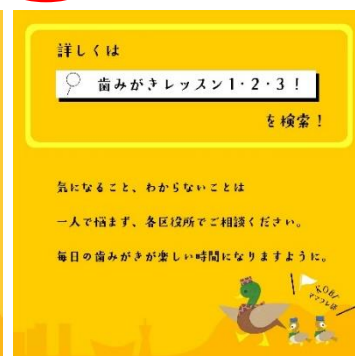 詳しくは
歯みがきレッスン1・2・3！
を検索！
気になること、わからないことは
一人で悩まず、各区役所でご相談ください。
毎日の歯みがきが楽しい時間になりますように。